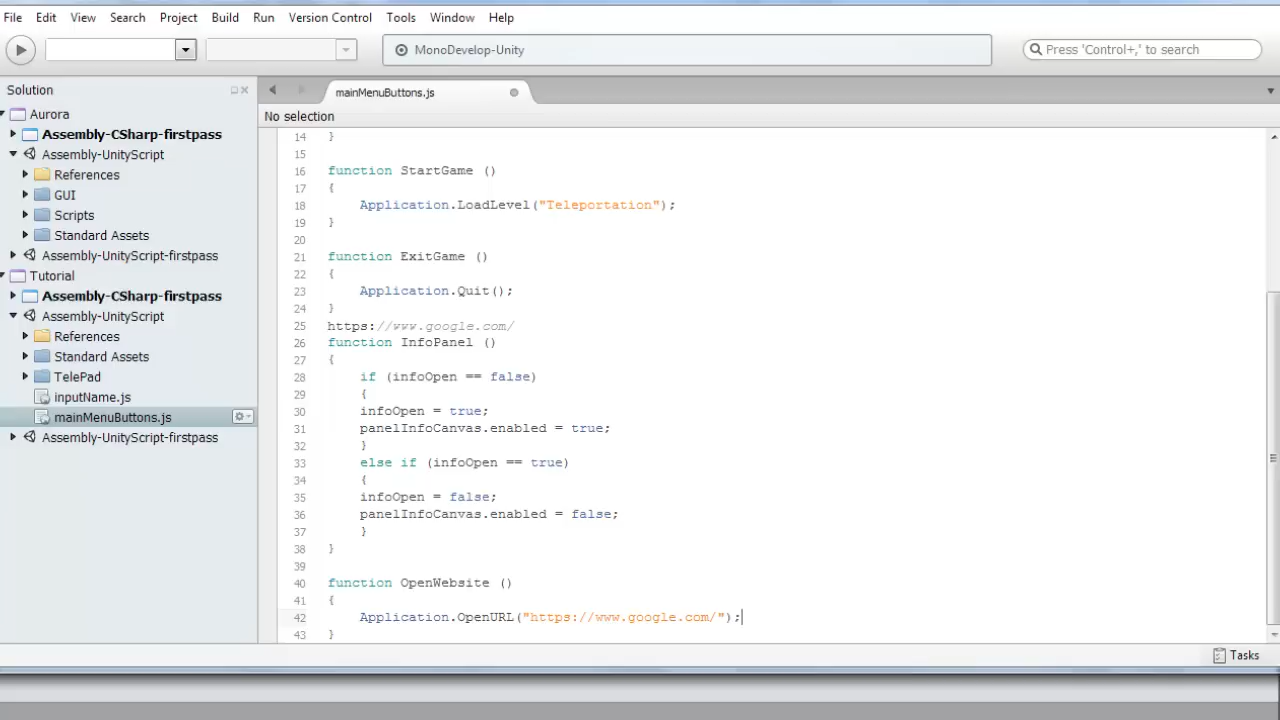 File Edit View Search Project Build Run Version Control Tools Window Help
MonoDevelop-Unity
Press 'Control+,' to search
Solution
mainMenuButtons.js
No selection
Aurora
Assembly-CSharp-firstpass
Assembly-UnityScript
References
GUI
Scripts
Standard Assets
Assembly-UnityScript-firstpass
Tutorial
Assembly-CSharp-firstpass
Assembly-UnityScript
References
Standard Assets
TelePad
inputName.js
mainMenuButtons.js
Assembly-UnityScript-firstpass
14 }
15
16 function StartGame ()
17 {
18 Application.LoadLevel("Teleportation");
19 }
20
21 function ExitGame ()
22 {
23 Application.Quit();
24 }
25 https://www.google.com/
26 function InfoPanel ()
27 {
28 if (infoOpen == false)
29 {
30 infoOpen = true;
31 panelInfoCanvas.enabled = true;
32 }
33 else if (infoOpen == true)
34 {
35 infoOpen = false;
36 panelInfoCanvas.enabled = false;
37 }
38 }
39
40 function OpenWebsite ()
41 {
42 Application.OpenURL("https://www.google.com/");
43 }
Tasks